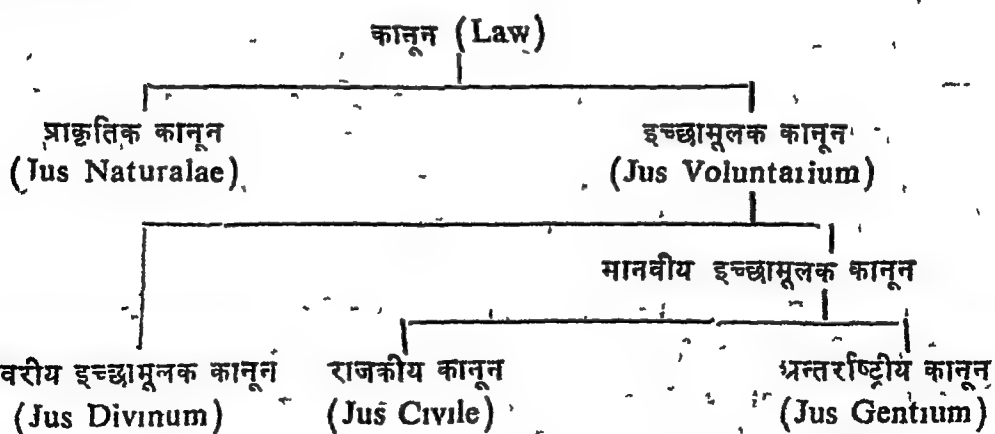 कानून (Law)
प्राकृतिक कानून
(Jus Naturalae)
इच्छामूलक कानून
(Jus Voluntarium)
मानवीय इच्छामूलक कानून
वरीय इच्छामूलक कानून
(Jus Divinum)
राजकीय कानून
(Jus Civile)
अन्तर्राष्ट्रीय कानून
(Jus Gentium)